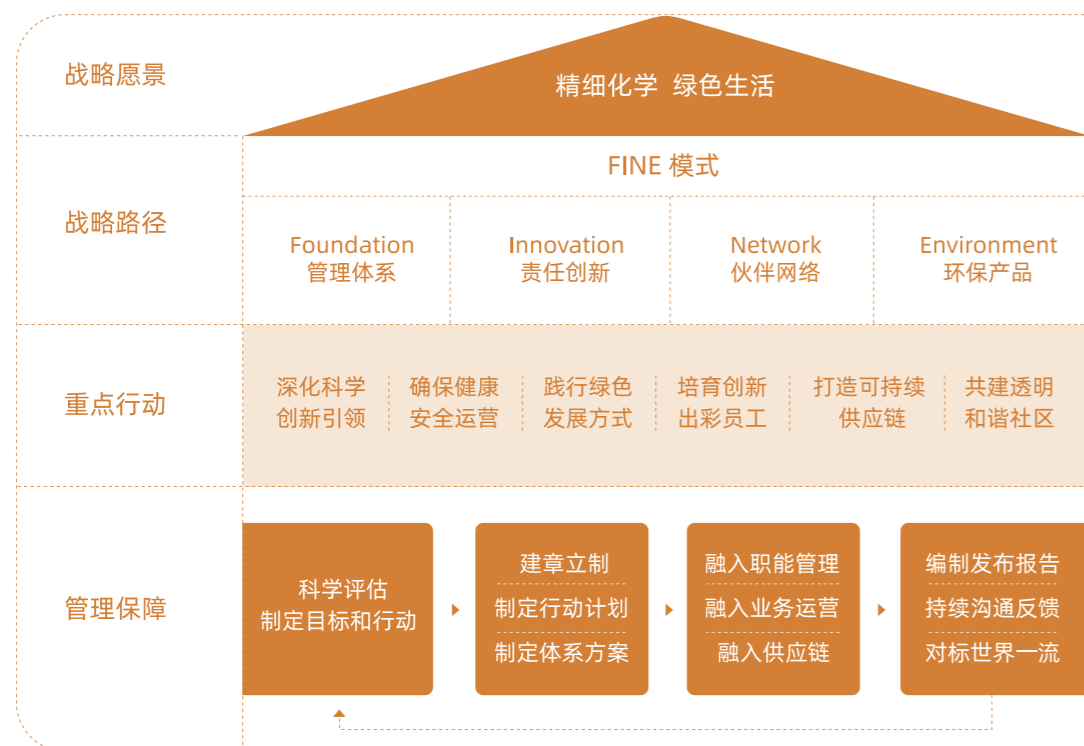 战略愿景
精细化学 绿色生活
战略路径
FINE 模式
Foundation
管理体系
Innovation
责任创新
Network
伙伴网络
Environment
环保产品
重点行动
深化科学
创新引领
确保健康
安全运营
践行绿色
发展方式
培育创新
出彩员工
打造可持续
供应链
共建透明
和谐社区
管理保障
科学评估
制定目标和行动
建章立制
制定行动计划
制定体系方案
融入职能管理
融入业务运营
融入供应链
编制发布报告
持续沟通反馈
对标世界一流